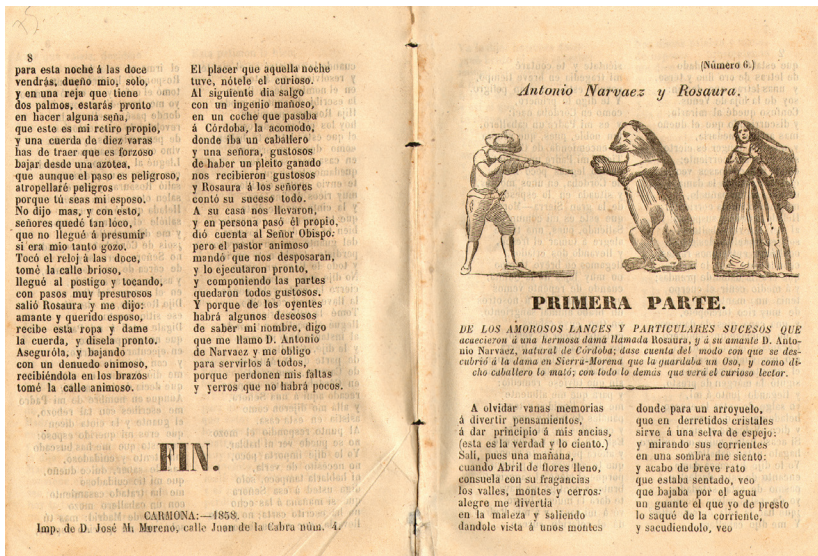 8
para esta noche á las doce
vendrás, dueño mio, solo,
y en una reja que tiene
dos palmos, estarás pronto
en hacer alguna seña,
que este es mi retiro propio,
y una cuerda de diez varas
has de traer que es forzoso
bajar desde una azotea,
que aunque el paso es peligroso,
atropellaré peligros
porque tú seas mi esposo.
No dijo mas, y con esto,
señores quedé tan loco,
que no llegué á presumir
si era mio tanto gozo.
Tocó el reloj á las doce,
tomé la calle brioso,
llegué al postigo y tocando,
con pasos muy presurosos
salió Rosaura y me dijo:
amante y querido esposo,
recibe esta ropa y dame
la cuerda, y dísela pronto.
Aseguróla, y bajando
con un denuedo animoso,
recibiéndola en los brazos
tomé la calle animoso.
El placer que aquella noche
tuve, nótele el curioso.
Al siguiente dia salgo
con un ingenio mañoso,
en un coche que pasaba
á Córdoba, la acomodo,
donde iba un caballero
y una señora, gustosos
de haber un pleito ganado
nos recibieron gustosos
y Rosaura á los señores
contó su suceso todo.
A su casa nos llevaron,
y en persona pasó él propio,
dió cuenta al Señor Obispo:
pero el pastor animoso
mandó que nos desposaran,
y lo ejecutaron pronto,
y componiendo las partes
quedaron todos gustosos.
Y porque de los oyentes
habrá algunos deseosos
de saber mi nombre, digo
que me llamo D. Antonio
de Narvaez y me obligo
para servirlos á todos,
porque perdonen mis faltas
y yerros que no habrá pocos.
FIN.
CARMONA:—1858.
Imp. de D. José M. Moreno, calle Juan de la Cabra núm. 4.
(Número 6.)
Antonio Narvaez y Rosaura.
PRIMERA PARTE.
DE LOS AMOROSOS LANCES Y PARTICULARES SUCESOS QUE
acaecieron á una hermosa dama llamada Rosaura, y á su amante D. Anto-
nio Narvaez, natural de Córdoba; dase cuenta del modo con que se des-
cubrió á la dama en Sierra-Morena que la guardaba un Oso, y como di-
cho caballero lo mató; con todo lo demás que verá el curioso lector.
A olvidar vanas memorias
á divertir pensamientos,
á dar principio á mis ancias,
(esta es la verdad y lo ciento.)
Salí, pues una mañana,
cuando Abril de flores lleno,
consuela con su fragancias
los valles, montes y cerros:
alegre me divertia
en la maleza y saliendo
dandole vista á unos montes
donde para un arroyuelo,
que en derretidos cristales
sirve á una selva de espejo:
y mirando sus corrientes
en una sombra me siento:
y acabo de breve rato
que estaba sentado, veo
que bajaba por el agua
un guante el que yo de presto
lo saqué de la corriente,
y sacudiendolo, veo